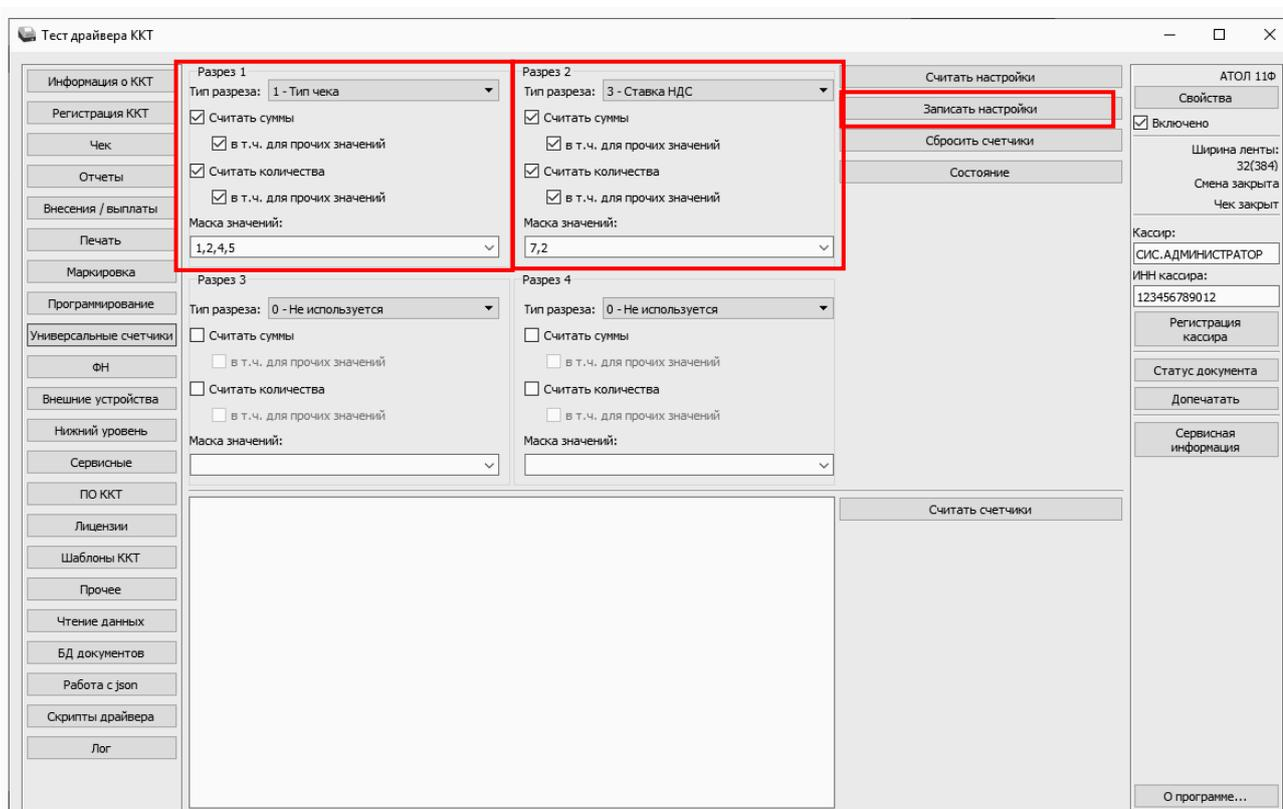 Тест драйвера ККТ
Информация о ККТ
Регистрация ККТ
Чек
Отчеты
Внесения / выплаты
Печать
Маркировка
Программирование
Универсальные счетчики
ФН
Внешние устройства
Нижний уровень
Сервисные
ПО ККТ
Лицензии
Шаблоны ККТ
Прочее
Чтение данных
БД документов
Работа с json
Скрипты драйвера
Лог
Разрез 1
Тип разреза: 1 - Тип чека
Считать суммы
в т.ч. для прочих значений
Считать количества
в т.ч. для прочих значений
Маска значений:
1,2,4,5
Разрез 2
Тип разреза: 3 - Ставка НДС
Считать суммы
в т.ч. для прочих значений
Считать количества
в т.ч. для прочих значений
Маска значений:
7,2
Разрез 3
Тип разреза: 0 - Не используется
Считать суммы
в т.ч. для прочих значений
Считать количества
в т.ч. для прочих значений
Маска значений:
Разрез 4
Тип разреза: 0 - Не используется
Считать суммы
в т.ч. для прочих значений
Считать количества
в т.ч. для прочих значений
Маска значений:
Считать настройки
Записать настройки
Сбросить счетчики
Состояние
Считать счетчики
АТОЛ 11Ф
Свойства
Включено
Ширина ленты:
32(384)
Смена закрыта
Чек закрыт
Кассир:
СИС.АДМИНИСТРАТОР
ИНН кассира:
123456789012
Регистрация
кассира
Статус документа
Допечатать
Сервисная
информация
О программе...